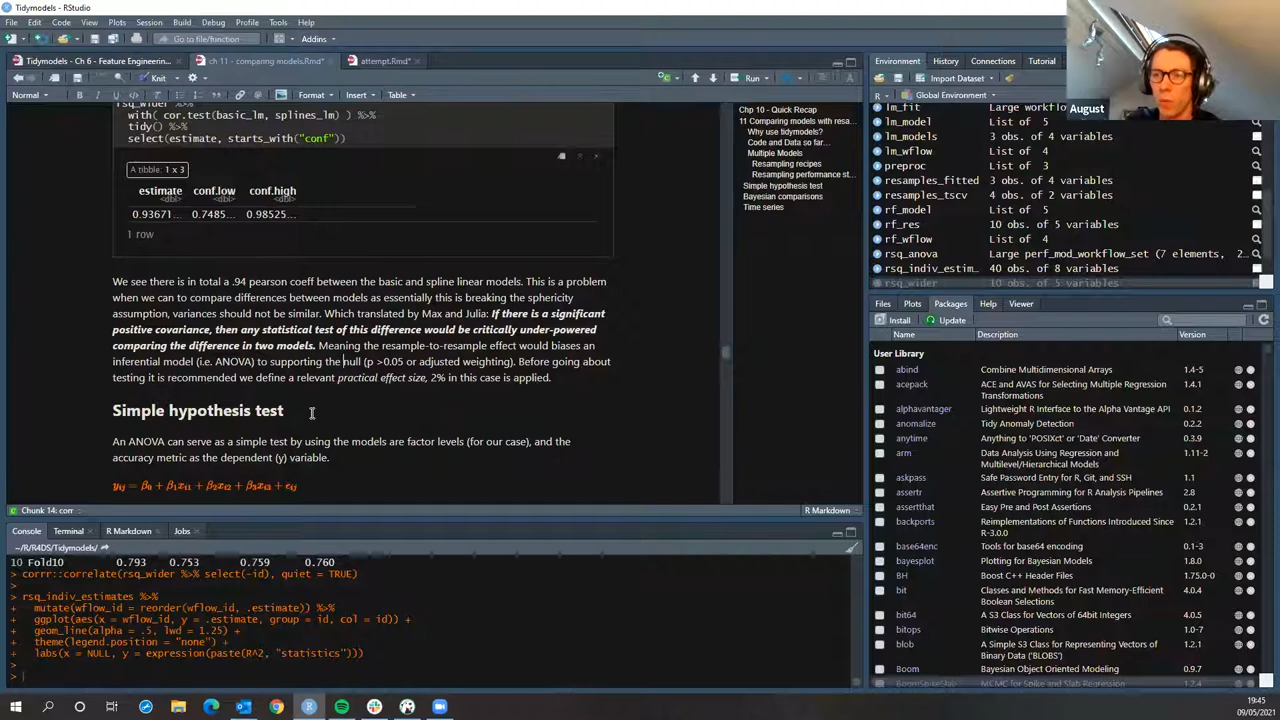 Tidymodels - RStudio
File Edit Code View Plots Session Build Debug Profile Tools Help
Go to file/function
Addins
Tidymodels - Ch 6 - Feature Engineerin...
ch 11 - comparing models.Rmd*
attempt.Rmd*
Knit
Run
Normal
B I
Format
Insert
Table
rsq_wider %>%
with( cor.test(basic_lm, splines_lm) ) %>%
tidy() %>%
select(estimate, starts_with("conf"))
A tibble: 1 x 3
estimate conf.low conf.high
<dbl> <dbl> <dbl>
0.93671... 0.7485... 0.98525...
1 row
We see there is in total a .94 pearson coeff between the basic and spline linear models. This is a problem
when we can to compare differences between models as essentially this is breaking the sphericity
assumption, variances should not be similar. Which translated by Max and Julia: If there is a significant
positive covariance, then any statistical test of this difference would be critically under-powered
comparing the difference in two models. Meaning the resample-to-resample effect would biases an
inferential model (i.e. ANOVA) to supporting the null (p >0.05 or adjusted weighting). Before going about
testing it is recommended we define a relevant practical effect size, 2% in this case is applied.
Simple hypothesis test
An ANOVA can serve as a simple test by using the models are factor levels (for our case), and the
accuracy metric as the dependent (y) variable.
yij = β0 + β1xi1 + β2xi2 + β3xi3 + ϵij
Chunk 14: corr
R Markdown
Chp 10 - Quick Recap
11 Comparing models with resa...
Why use tidymodels?
Code and Data so far...
Multiple Models
Resampling recipes
Resampling performance st...
Simple hypothesis test
Bayesian comparisons
Time series
Console Terminal R Markdown Jobs
~/R/R4DS/Tidymodels/
10 Fold10 0.793 0.753 0.759 0.760
> corrr::correlate(rsq_wider %>% select(-id), quiet = TRUE)
>
> rsq_indiv_estimates %>%
+ mutate(wflow_id = reorder(wflow_id, .estimate)) %>%
+ ggplot(aes(x = wflow_id, y = .estimate, group = id, col = id)) +
+ geom_line(alpha = .5, lwd = 1.25) +
+ theme(legend.position = "none") +
+ labs(x = NULL, y = expression(paste(R^2, "statistics")))
>
>
Environment History Connections Tutorial
Import Dataset
R Global Environment
lm_fit Large workflo
lm_model List of 5
lm_models 3 obs. of 4 variables
lm_wflow List of 4
preproc List of 3
resamples_fitted 3 obs. of 4 variables
resamples_tscv 4 obs. of 2 variables
rf_model List of 5
rf_res 10 obs. of 5 variables
rf_wflow List of 4
rsq_anova Large perf_mod_workflow_set (7 elements, 2...
rsq_indiv_estim... 40 obs. of 8 variables
rsq_wider
August
Files Plots Packages Help Viewer
Install Update
Name Description Version
User Library
abind Combine Multidimensional Arrays 1.4-5
acepack ACE and AVAS for Selecting Multiple Regression Transformations 1.4.1
alphavantager Lightweight R Interface to the Alpha Vantage API 0.1.2
anomalize Tidy Anomaly Detection 0.2.2
anytime Anything to 'POSIXct' or 'Date' Converter 0.3.9
arm Data Analysis Using Regression and Multilevel/Hierarchical Models 1.11-2
askpass Safe Password Entry for R, Git, and SSH 1.1
assertr Assertive Programming for R Analysis Pipelines 2.8
assertthat Easy Pre and Post Assertions 0.2.1
backports Reimplementations of Functions Introduced Since R-3.0.0 1.2.1
base64enc Tools for base64 encoding 0.1-3
bayesplot Plotting for Bayesian Models 1.8.0
BH Boost C++ Header Files 1.75.0-0
bit Classes and Methods for Fast Memory-Efficient Boolean Selections 4.0.4
bit64 A S3 Class for Vectors of 64bit Integers 4.0.5
bitops Bitwise Operations 1.0-7
blob A Simple S3 Class for Representing Vectors of Binary Data ('BLOBS') 1.2.1
Boom Bayesian Object Oriented Modeling 0.9.7
BoomSpikeSlab MCMC for Spike and Slab Regression 1.2.4
19:45
09/05/2021